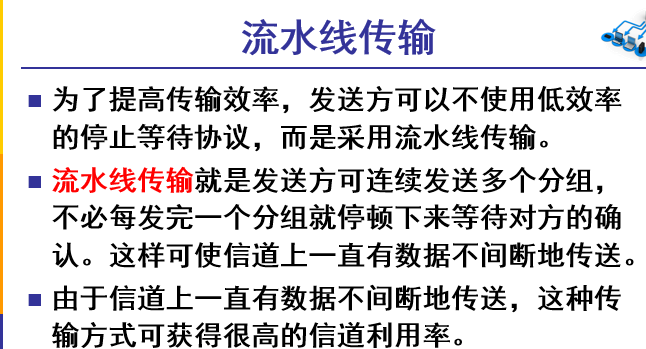 流水线传输
为了提高传输效率，发送方可以不使用低效率
的停止等待协议，而是采用流水线传输。
流水线传输就是发送方可连续发送多个分组，
不必每发完一个分组就停顿下来等待对方的确
认。这样可使信道上一直有数据不间断地传送。
由于信道上一直有数据不间断地传送，这种传
输方式可获得很高的信道利用率。